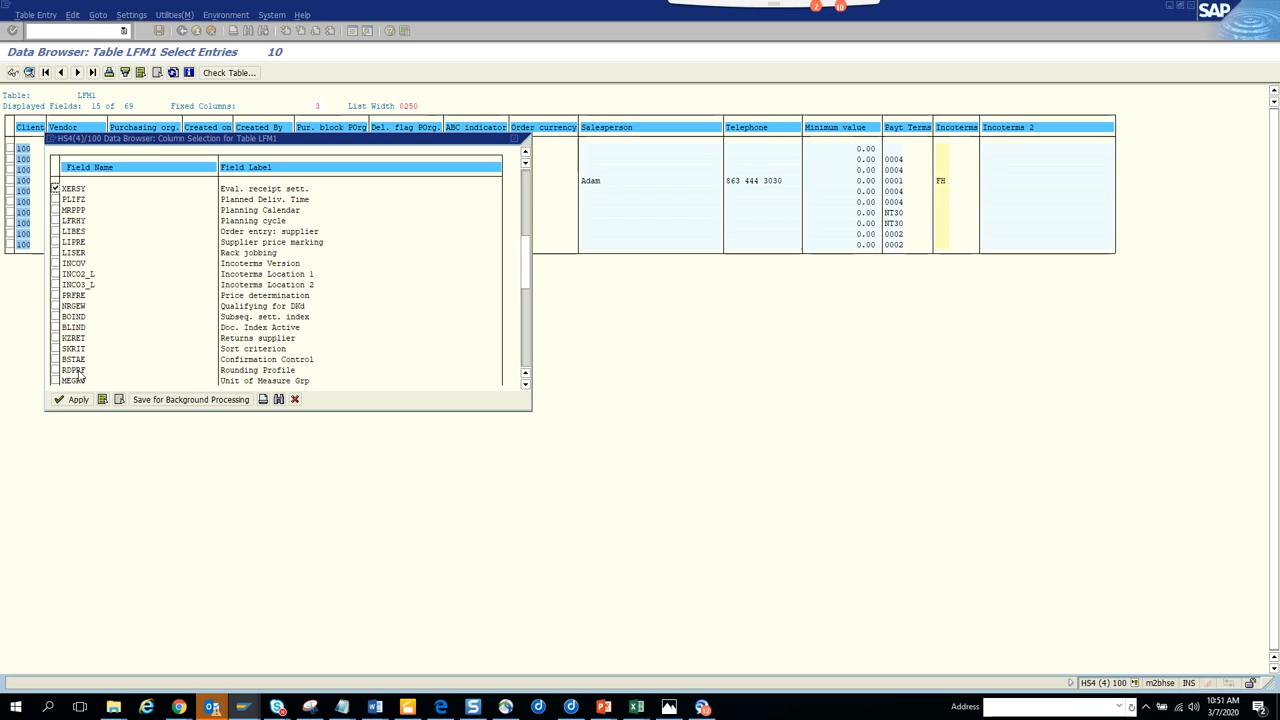 Table Entry Edit Goto Settings Utilities(M) Environment System Help
2 10
SAP
Data Browser: Table LFM1 Select Entries 10
Check Table...
Table: LFM1
Displayed Fields: 15 of 69 Fixed Columns: 3 List Width 0250
Client Vendor Purchasing org. Created on Created By Pur. block POrg Del. flag POrg. ABC indicator Order currency Salesperson Telephone Minimum value Payt Terms Incoterms Incoterms 2
100 0.00
100 0.00 0004
100 0.00 0004
100 Adam 863 444 3030 0.00 0001 FH
100 0.00 0004
100 0.00 0004
100 0.00 NT30
100 0.00 NT30
100 0.00 0002
100 0.00 0002
HS4(4)/100 Data Browser: Column Selection for Table LFM1
Field Name Field Label
XERSY Eval. receipt sett.
PLIFZ Planned Deliv. Time
MRPPP Planning Calendar
LFRHY Planning cycle
LIBES Order entry: supplier
LIPRE Supplier price marking
LISER Rack jobbing
INCOV Incoterms Version
INCO2_L Incoterms Location 1
INCO3_L Incoterms Location 2
PRFRE Price determination
NRGEW Qualifying for DKd
BOIND Subseq. sett. index
BLIND Doc. Index Active
KZRET Returns supplier
SKRIT Sort criterion
BSTAE Confirmation Control
RDPRF Rounding Profile
MEGRU Unit of Measure Grp
Apply Save for Background Processing
HS4 (4) 100 m2bhse INS
Address 10:51 AM
3/7/2020
12
2